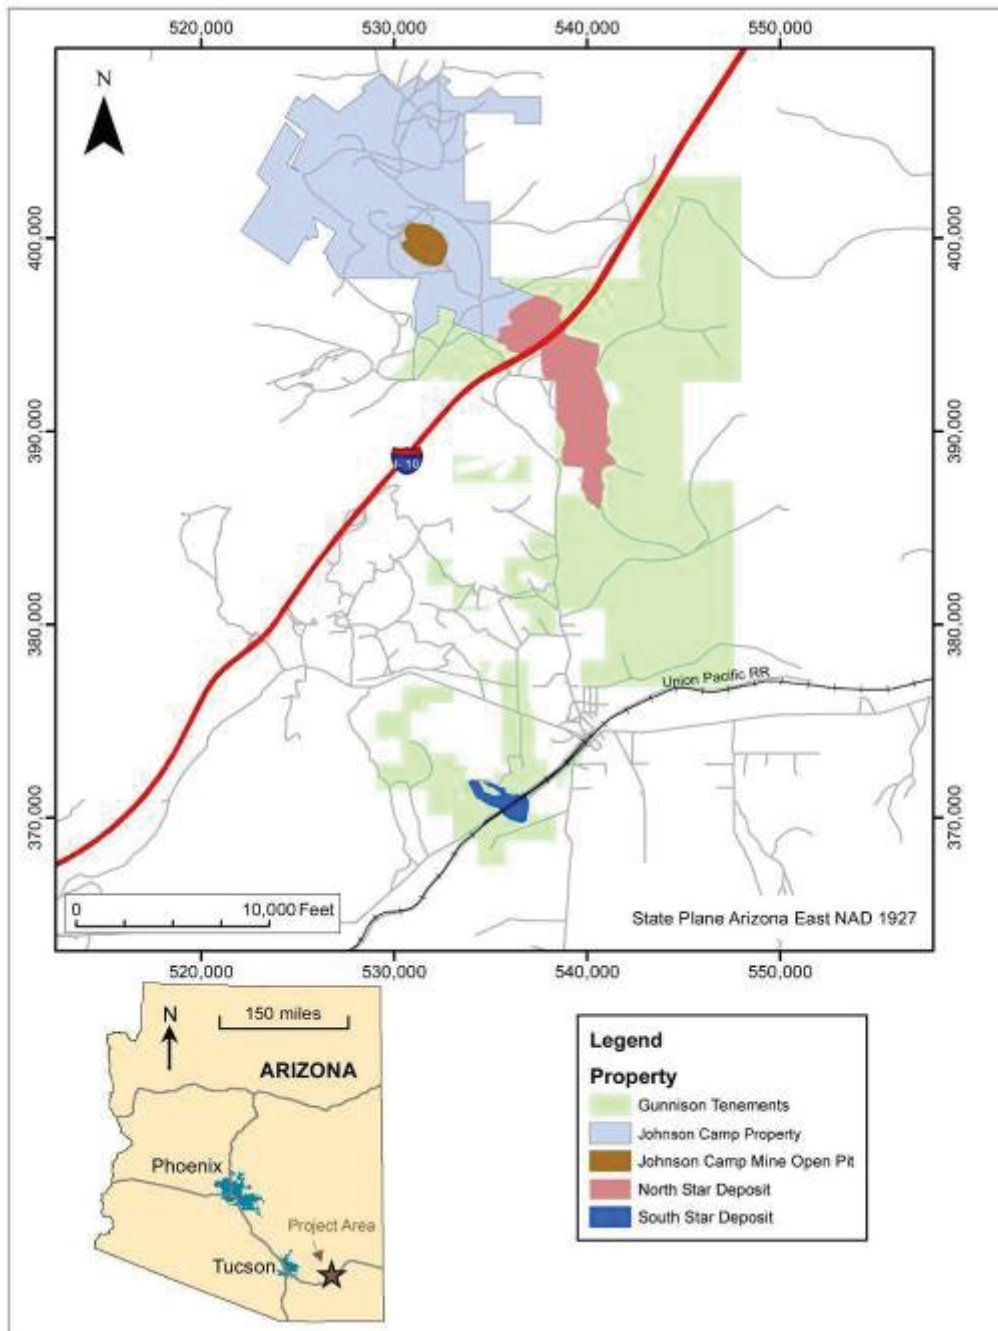 520,000 530,000 540,000 550,000
N
400,000 400,000
390,000 390,000
I-10
380,000 380,000
Union Pacific RR
370,000 370,000
0 10,000 Feet
State Plane Arizona East NAD 1927
520,000 530,000 540,000 550,000
N
150 miles
ARIZONA
Phoenix
Project Area
Tucson
Legend
Property
Gunnison Tenements
Johnson Camp Property
Johnson Camp Mine Open Pit
North Star Deposit
South Star Deposit